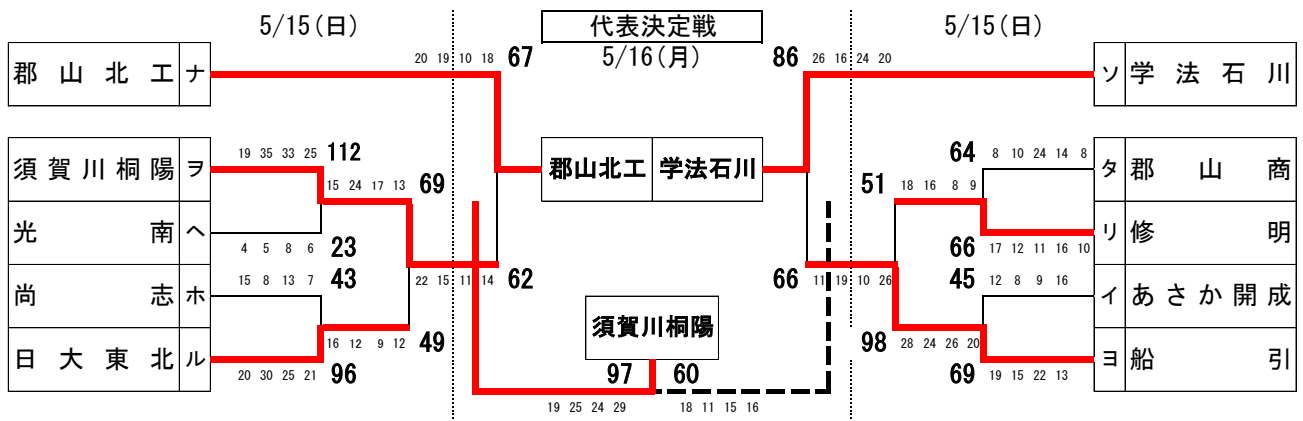 5/15(日)
代表決定戦
5/15(日)
5/16(月)
郡山北工 ナ
20 19 10 18 67
86 26 16 24 20
ソ 学法石川
須賀川桐陽 ヲ
19 35 33 25 112
15 24 17 13 69
郡山北工 学法石川
64 8 10 24 14 8
51 18 16 8 9
タ 郡山商
光南 ヘ
4 5 8 6 23
66 17 12 11 16 10
リ 修明
尚志 ホ
15 8 13 7 43
22 15 11 14 62
66 11 19 10 26
45 12 8 9 16
イ あさか開成
須賀川桐陽
日大東北 ル
16 12 9 12 49
20 30 25 21 96
98 28 24 26 20
69 19 15 22 13
ヨ 船引
97 60
19 25 24 29
18 11 15 16